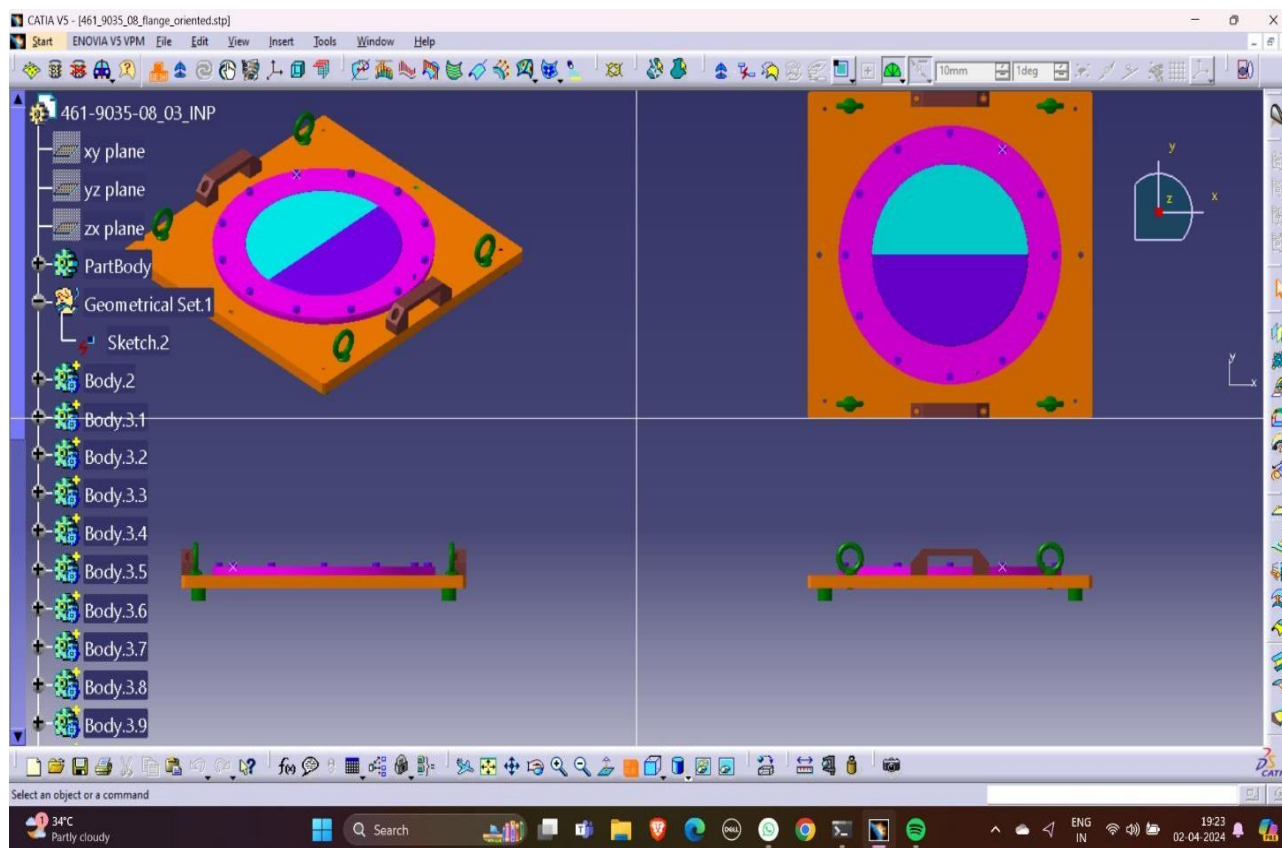 CATIA V5 - [461_9035_08_flange_oriented.stp]
Start ENOVIA V5 VPM File Edit View Insert Tools Window Help
10mm 1deg
461-9035-08_03_INP
xy plane
yz plane
zx plane
PartBody
Geometrical Set.1
Sketch.2
Body.2
Body.3.1
Body.3.2
Body.3.3
Body.3.4
Body.3.5
Body.3.6
Body.3.7
Body.3.8
Body.3.9
y
z x
y
x
f(x)
CATIA
Select an object or a command
1 34°C
Partly cloudy
Search
DELL
ENG
IN
19:23
02-04-2024